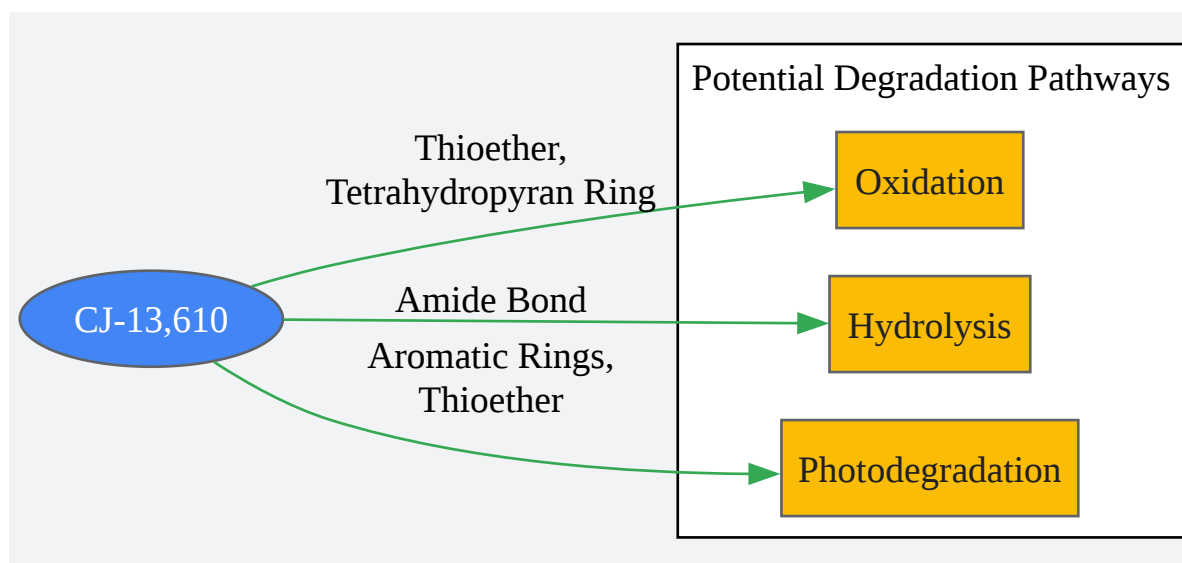 Potential Degradation Pathways
Thioether,
Tetrahydropyran Ring
Oxidation
CJ-13,610
Amide Bond
Hydrolysis
Aromatic Rings,
Thioether
Photodegradation